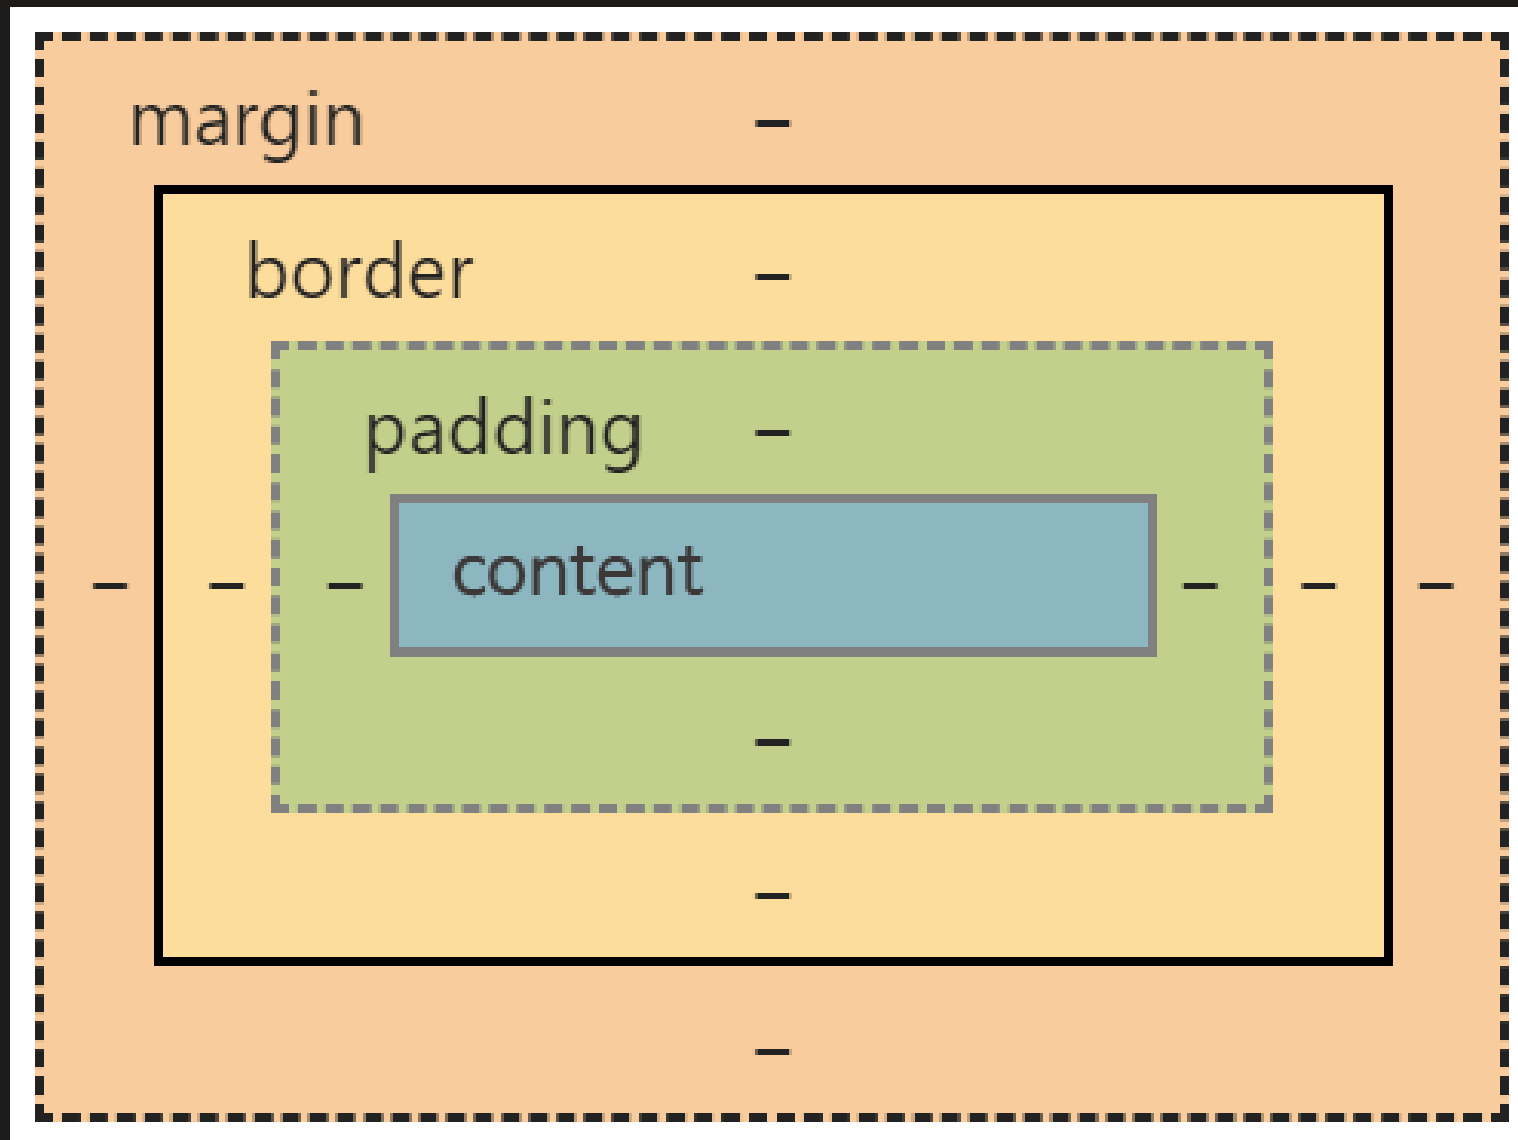 margin –
border –
padding –
content
– – – – – –
–
–
–